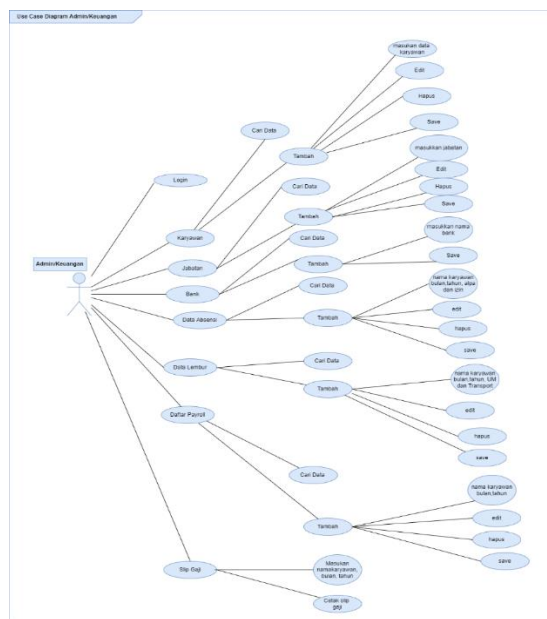 Use Case Diagram Admin/Keuangan
masukan data
karyawan
Edit
Hapus
Save
Cari Data
Tambah
Login
Karyawan
masukkan jabatan
Edit
Hapus
Save
Cari Data
Tambah
Jabatan
Cari Data
masukkan nama
bank
Save
Tambah
Admin/Keuangan
Bank
Cari Data
nama karyawan
bulan,tahun, alpa
dan izin
edit
hapus
save
Tambah
Data Absensi
Cari Data
Data Lembur
Tambah
nama karyawan
bulan,tahun, UM
dan Transport
edit
hapus
save
Daftar Payroll
Cari Data
Tambah
nama karyawan
bulan,tahun
edit
hapus
save
Slip Gaji
Masukan
namakaryawan,
bulan, tahun
Cetak slip
gaji